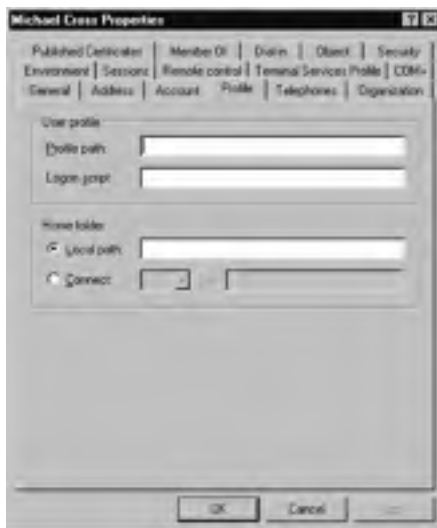 Michael Cross Properties
Published Certificates | Member Of | Dial-in | Object | Security
Environment | Sessions | Remote control | Terminal Services Profile | COM+
General | Address | Account | Profile | Telephones | Organization
User profile
Profile path:
Logon script:
Home folder
Local path:
Connect:
OK Cancel